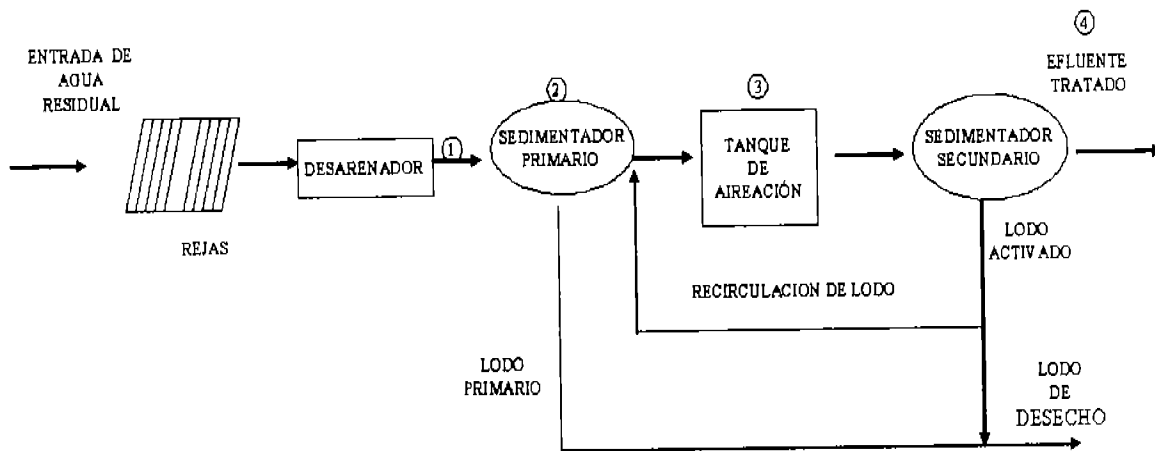 ENTRADA DE
AGUA
RESIDUAL
REJAS
DESARENADOR
1
2
SEDIMENTADOR
PRIMARIO
3
TANQUE
DE
AIREACIÓN
SEDIMENTADOR
SECUNDARIO
4
EFLUENTE
TRATADO
LODO
ACTIVADO
RECIRCULACION DE LODO
LODO
PRIMARIO
LODO
DE
DESECHO